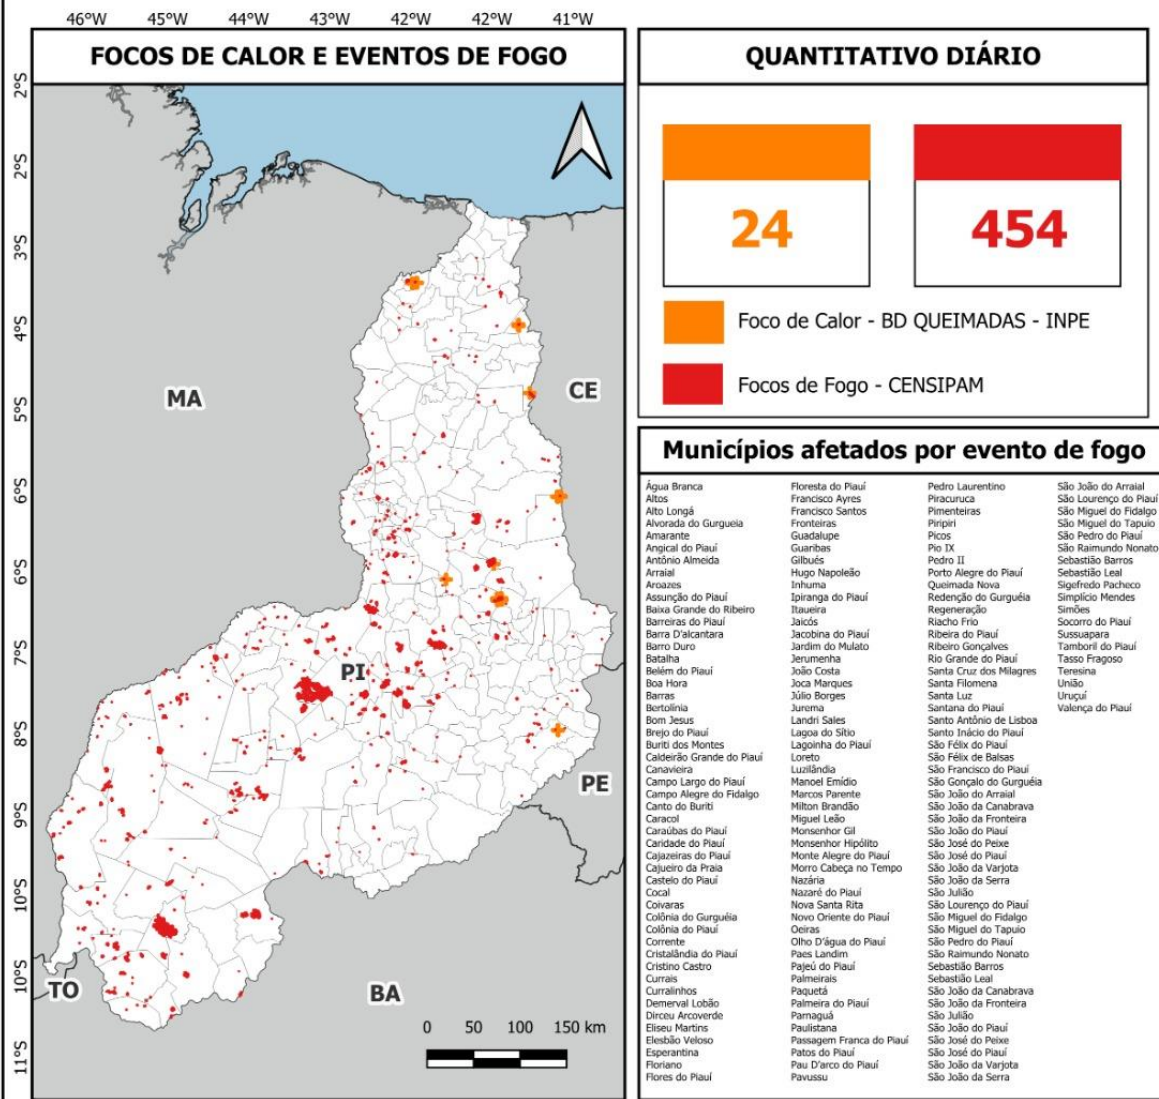 46°W 45°W 44°W 43°W 42°W 42°W 41°W
FOCOS DE CALOR E EVENTOS DE FOGO
2°S
2°S
3°S
4°S
5°S
6°S
6°S
7°S
8°S
9°S
10°S
10°S
11°S
MA
CE
PI
PE
TO
BA
0 50 100 150 km
QUANTITATIVO DIÁRIO
24
454
Foco de Calor - BD QUEIMADAS - INPE
Focos de Fogo - CENSIPAM
Municípios afetados por evento de fogo
Água Branca
Altos
Alto Longá
Alvorada do Gurgueia
Amarante
Angical do Piauí
Antônio Almeida
Arraial
Aroazes
Assunção do Piauí
Baixa Grande do Ribeiro
Barreiras do Piauí
Barra D'alcantara
Barro Duro
Batalha
Belém do Piauí
Boa Hora
Barras
Bertolínia
Bom Jesus
Brejo do Piauí
Buriti dos Montes
Caldeirão Grande do Piauí
Canavieira
Campo Largo do Piauí
Campo Alegre do Fidalgo
Canto do Buriti
Caracol
Caraúbas do Piauí
Caridade do Piauí
Cajazeiras do Piauí
Cajueiro da Praia
Castelo do Piauí
Cocal
Coivaras
Colônia do Gurguéia
Colônia do Piauí
Corrente
Cristalândia do Piauí
Cristino Castro
Currais
Curralinhos
Demerval Lobão
Dirceu Arcoverde
Eliseu Martins
Elesbão Veloso
Esperantina
Floriano
Flores do Piauí
Floresta do Piauí
Francisco Ayres
Francisco Santos
Fronteiras
Guadalupe
Guaribas
Gilbués
Hugo Napoleão
Inhuma
Ipiranga do Piauí
Itaueira
Jaicós
Jacobina do Piauí
Jardim do Mulato
Jerumenha
João Costa
Joca Marques
Júlio Borges
Jurema
Landri Sales
Lagoa do Sítio
Lagoinha do Piauí
Loreto
Luzilândia
Manoel Emídio
Marcos Parente
Milton Brandão
Miguel Leão
Monsenhor Gil
Monsenhor Hipólito
Monte Alegre do Piauí
Morro Cabeça no Tempo
Nazária
Nazaré do Piauí
Nova Santa Rita
Novo Oriente do Piauí
Oeiras
Olho D'água do Piauí
Paes Landim
Pajeú do Piauí
Palmeirais
Paquetá
Palmeira do Piauí
Parnaguá
Paulistana
Passagem Franca do Piauí
Patos do Piauí
Pau D'arco do Piauí
Pavussu
Pedro Laurentino
Piracuruca
Pimenteiras
Piripiri
Picos
Pio IX
Pedro II
Porto Alegre do Piauí
Queimada Nova
Redenção do Gurguéia
Regeneração
Riacho Frio
Ribeira do Piauí
Ribeiro Gonçalves
Rio Grande do Piauí
Santa Cruz dos Milagres
Santa Filomena
Santa Luz
Santana do Piauí
Santo Antônio de Lisboa
Santo Inácio do Piauí
São Félix do Piauí
São Félix de Balsas
São Francisco do Piauí
São Gonçalo do Gurguéia
São João do Arraial
São João da Canabrava
São João da Fronteira
São João do Piauí
São José do Peixe
São José do Piauí
São João da Varjota
São João da Serra
São Julião
São Lourenço do Piauí
São Miguel do Fidalgo
São Miguel do Tapuio
São Pedro do Piauí
São Raimundo Nonato
Sebastião Barros
Sebastião Leal
São João da Canabrava
São João da Fronteira
São Julião
São João do Piauí
São José do Peixe
São José do Piauí
São João da Varjota
São João da Serra
São João do Arraial
São Lourenço do Piauí
São Miguel do Fidalgo
São Miguel do Tapuio
São Pedro do Piauí
São Raimundo Nonato
Sebastião Barros
Sebastião Leal
Sigefredo Pacheco
Simplício Mendes
Simões
Socorro do Piauí
Sussuapara
Tamboril do Piauí
Tasso Fragoso
Teresina
União
Uruçuí
Valença do Piauí